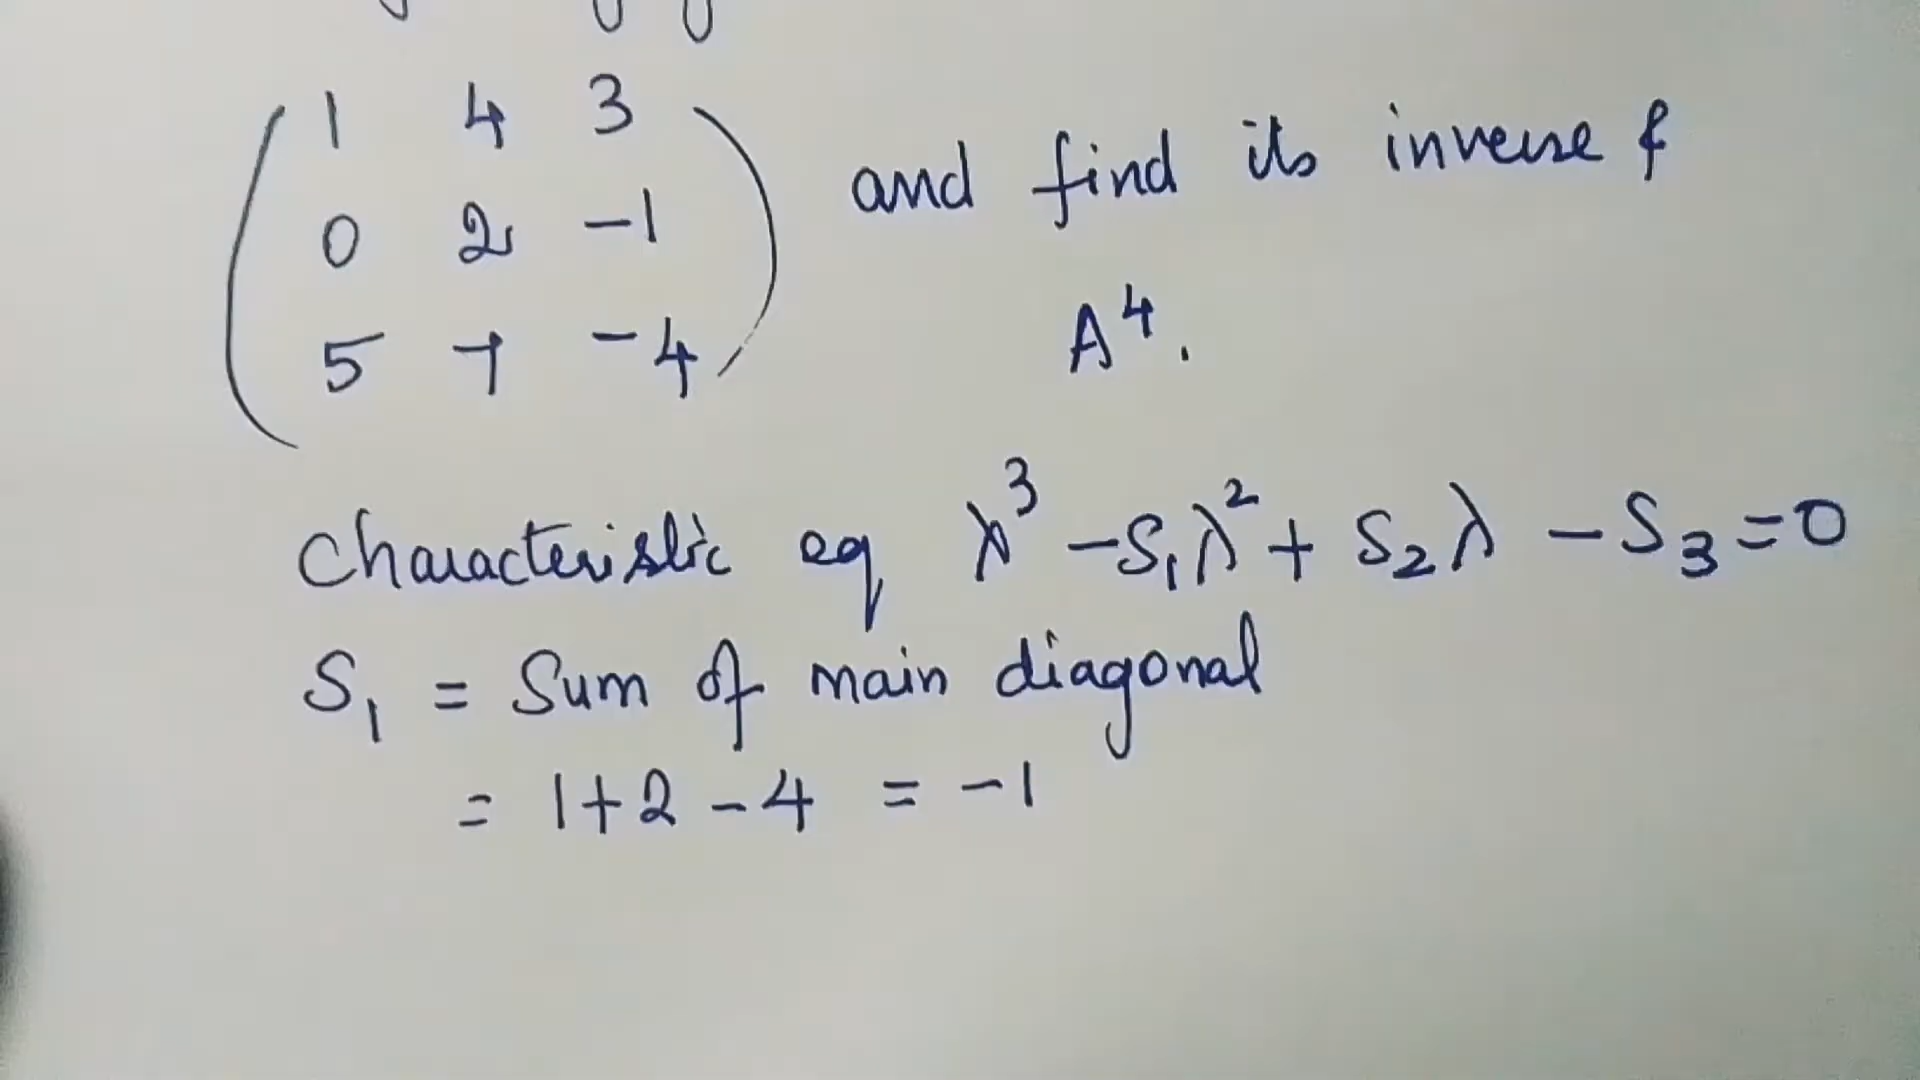 1 4 3
0 2 -1 and find its inverse &
5 7 -4 A⁴.
Characteristic eq λ³ - S₁λ² + S₂λ - S₃ = 0
S₁ = Sum of main diagonal
= 1+2-4 = -1